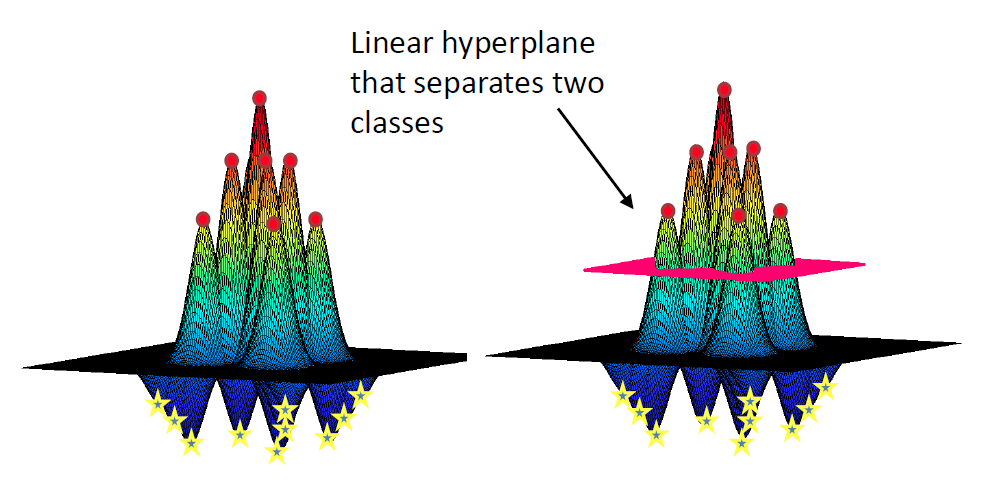 Linear hyperplane
that separates two
classes